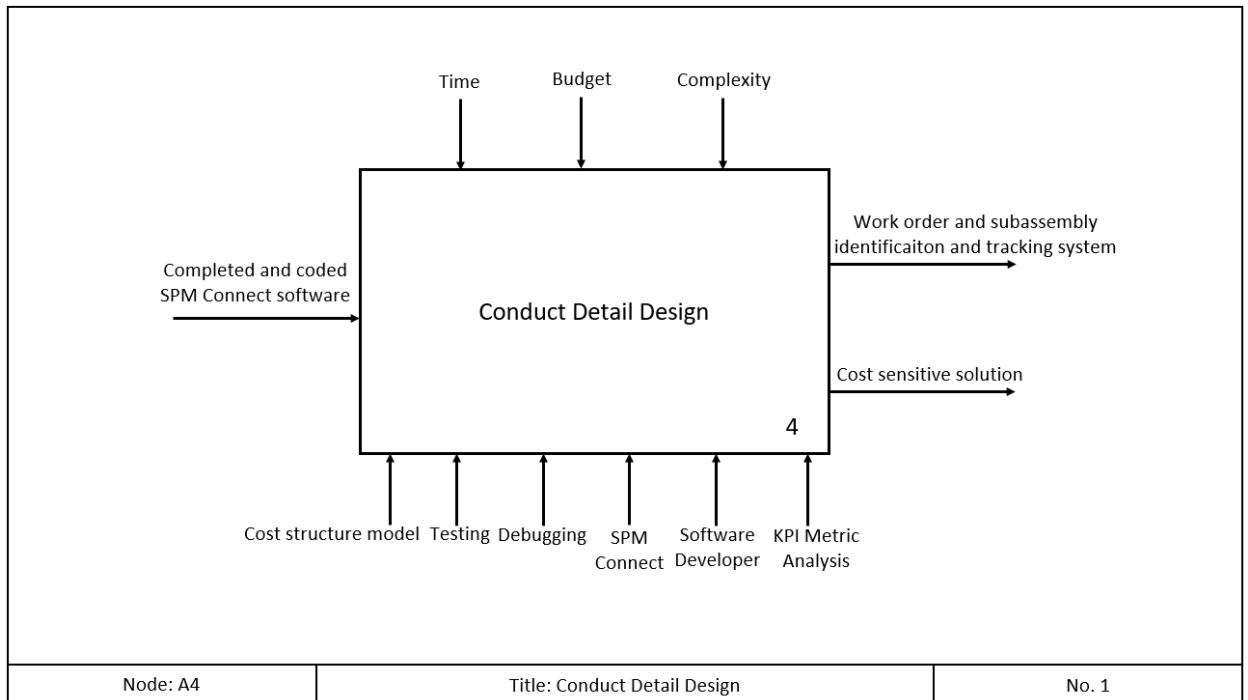 Time
Budget
Complexity
Work order and subassembly
identificaiton and tracking system
Completed and coded
SPM Connect software
Conduct Detail Design
Cost sensitive solution
4
Cost structure model
Testing
Debugging
SPM
Connect
Software
Developer
KPI Metric
Analysis
Node: A4
Title: Conduct Detail Design
No. 1